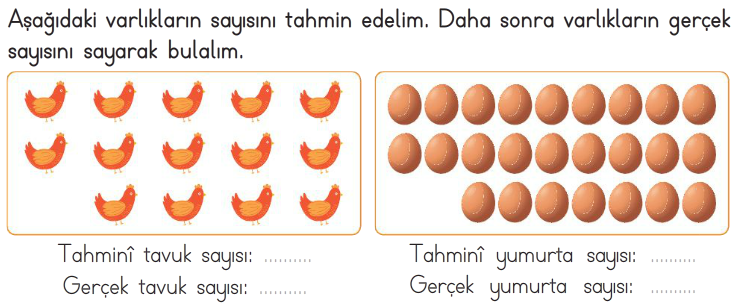 Aşağıdaki varlıkların sayısını tahmin edelim. Daha sonra varlıkların gerçek
sayısını sayarak bulalım.
Tahminî tavuk sayısı: ..........
Gerçek tavuk sayısı: ..........
Tahminî yumurta sayısı: ..........
Gerçek yumurta sayısı: ..........